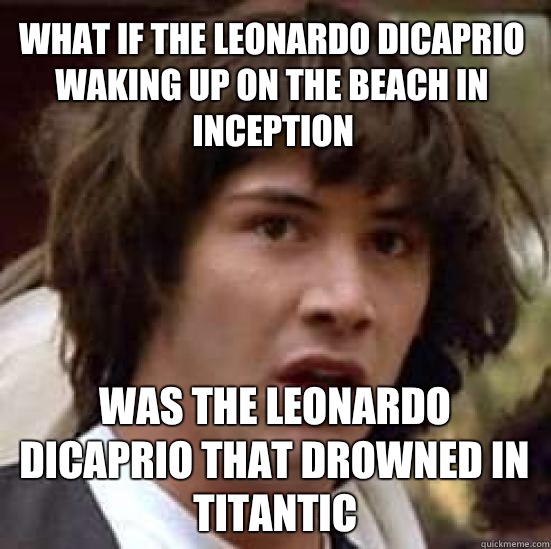 WHAT IF THE LEONARDO DICAPRIO
WAKING UP ON THE BEACH IN
INCEPTION
WAS THE LEONARDO
DICAPRIO THAT DROWNED IN
TITANTIC
quickmeme.com